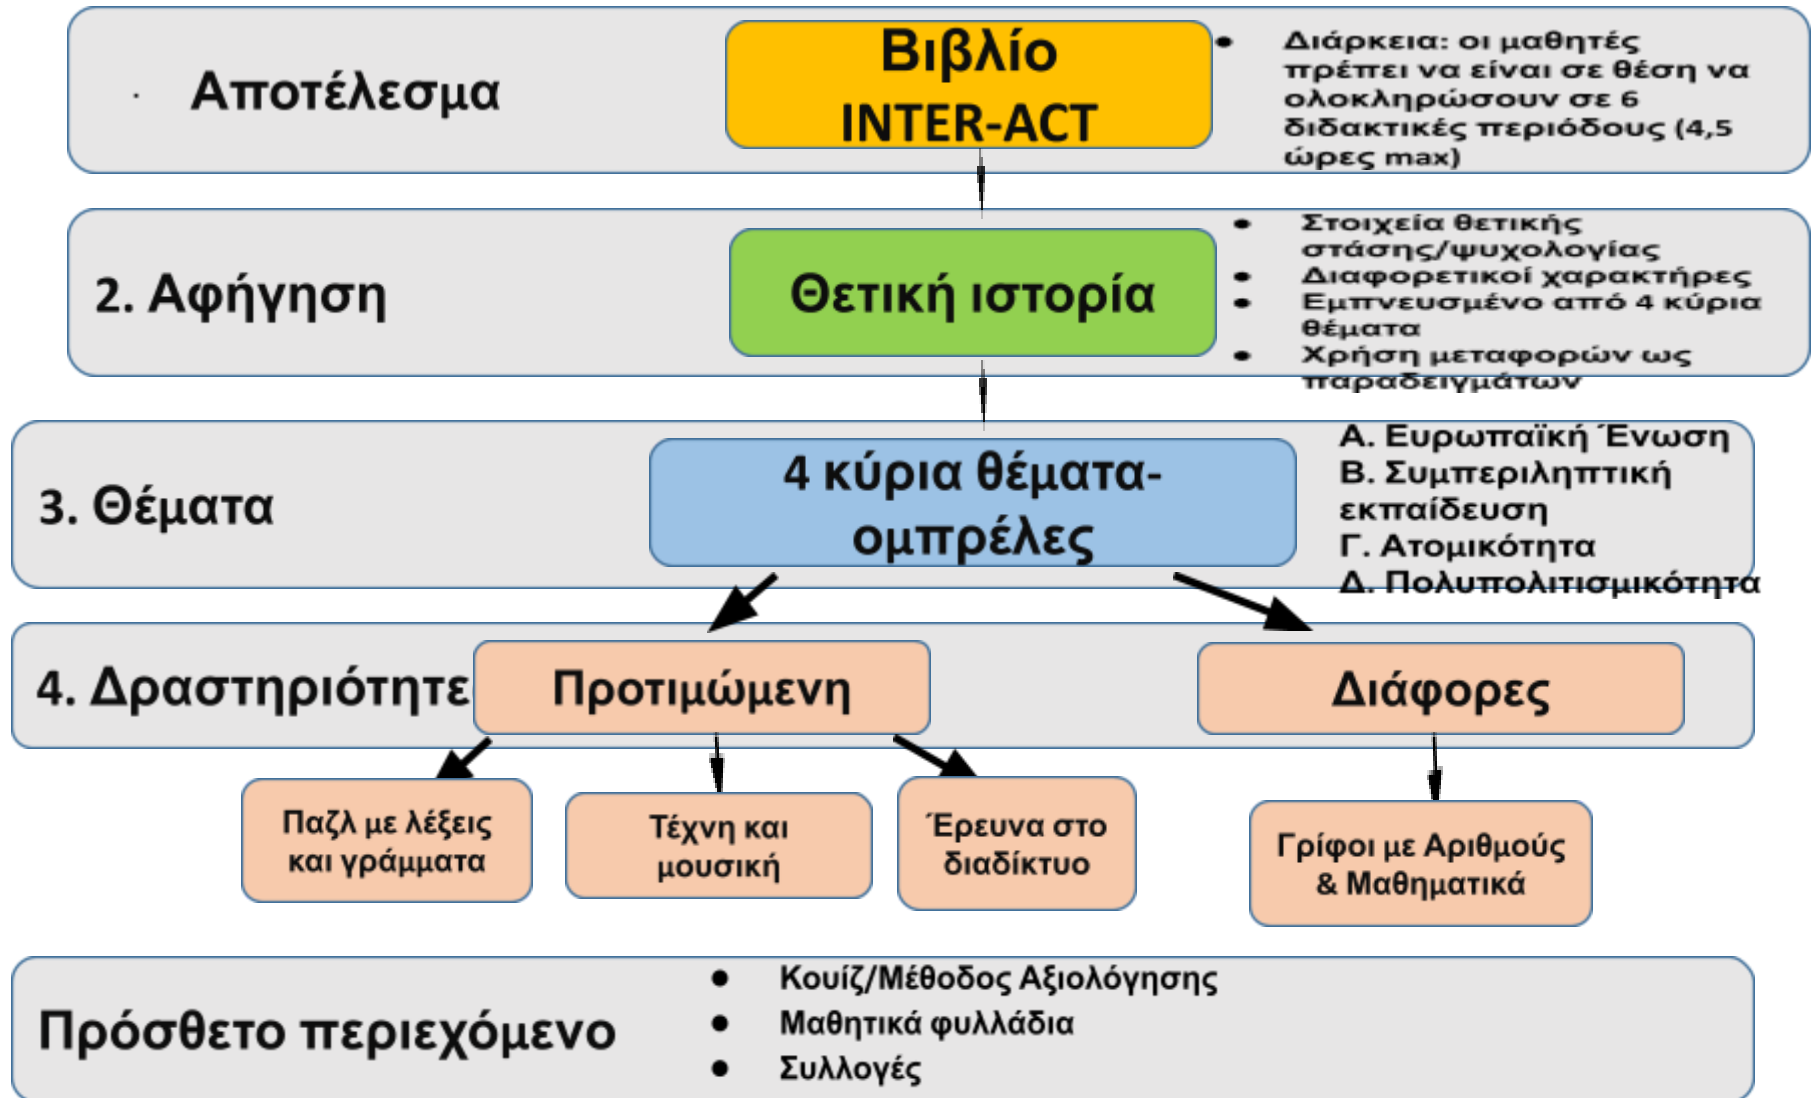 · Αποτέλεσμα
Βιβλίο
INTER-ACT
• Διάρκεια: οι μαθητές
πρέπει να είναι σε θέση να
ολοκληρώσουν σε 6
διδακτικές περιόδους (4,5
ώρες max)
2. Αφήγηση
Θετική ιστορία
• Στοιχεία θετικής
στάσης/ψυχολογίας
• Διαφορετικοί χαρακτήρες
• Εμπνευσμένο από 4 κύρια
θέματα
• Χρήση μεταφορών ως
παραδειγμάτων
3. Θέματα
4 κύρια θέματα-
ομπρέλες
Α. Ευρωπαϊκή Ένωση
Β. Συμπεριληπτική
εκπαίδευση
Γ. Ατομικότητα
Δ. Πολυπολιτισμικότητα
4. Δραστηριότητε
Προτιμώμενη
Διάφορες
Παζλ με λέξεις
και γράμματα
Τέχνη και
μουσική
Έρευνα στο
διαδίκτυο
Γρίφοι με Αριθμούς
& Μαθηματικά
Πρόσθετο περιεχόμενο
• Κουίζ/Μέθοδος Αξιολόγησης
• Μαθητικά φυλλάδια
• Συλλογές